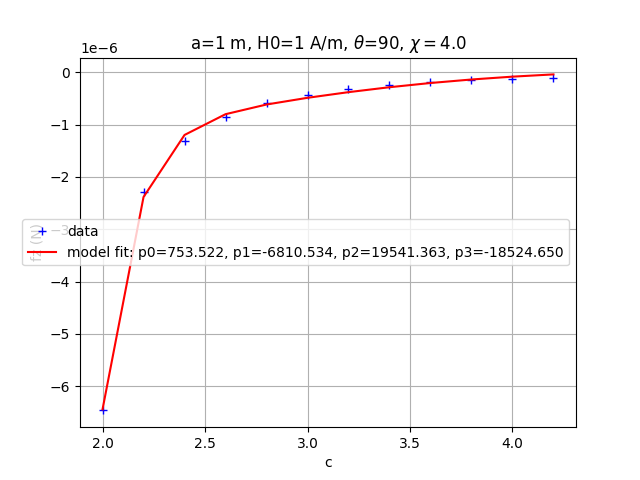 a=1 m, H0=1 A/m, θ=90, χ = 4.0
1e−6
0
−1
−2
−3
−4
−5
−6
fz (N)
data
model fit: p0=753.522, p1=-6810.534, p2=19541.363, p3=-18524.650
2.0 2.5 3.0 3.5 4.0
c